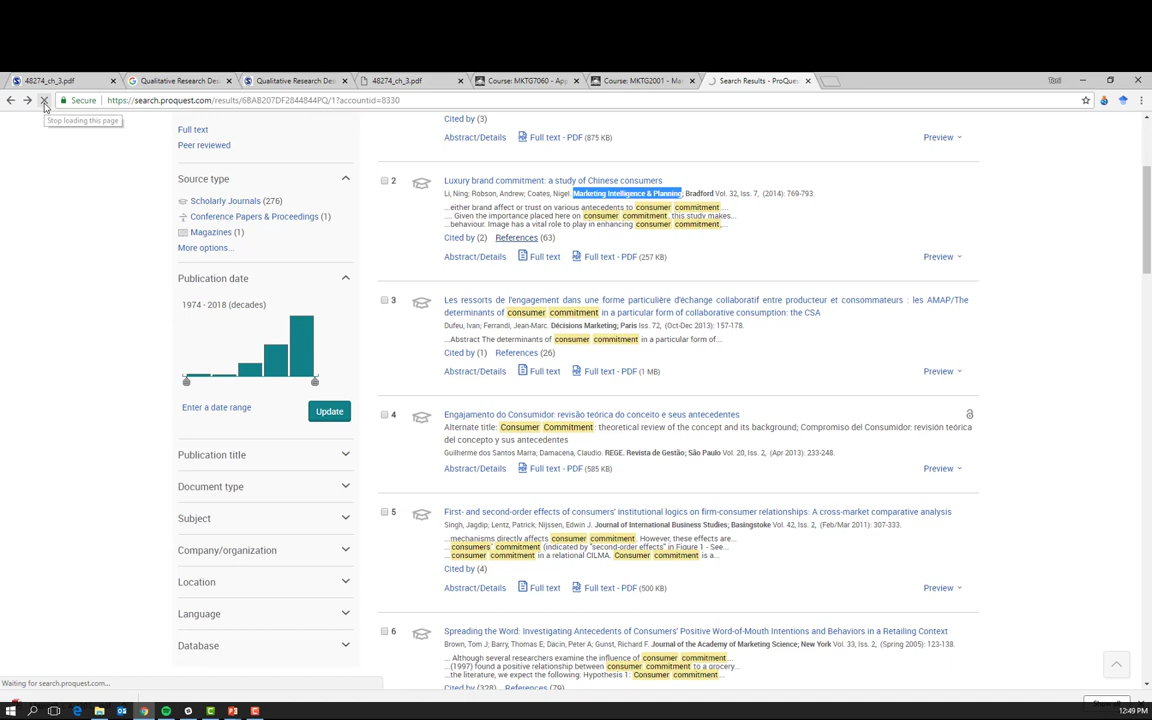 48274_ch_3.pdf
Qualitative Research Des
Qualitative Research Des
48274_ch_3.pdf
Course: MKTG7060 - Ap
Course: MKTG2001 - Ma
Search Results - ProQue
Secure
https://search.proquest.com/results/6BAB207DF2844844PQ/1?accountid=8330
Stop loading this page
Full text
Peer reviewed
Source type
Scholarly Journals (276)
Conference Papers & Proceedings (1)
Magazines (1)
More options...
Publication date
1974 - 2018 (decades)
Enter a date range
Update
Publication title
Document type
Subject
Company/organization
Location
Language
Database
Cited by (3)
Abstract/Details Full text - PDF (875 KB) Preview
2 Luxury brand commitment: a study of Chinese consumers
Li, Ning; Robson, Andrew; Coates, Nigel. Marketing Intelligence & Planning; Bradford Vol. 32, Iss. 7, (2014): 769-793.
...either brand affect or trust on various antecedents to consumer commitment....
.... Given the importance placed here on consumer commitment, this study makes...
...behaviour. Image has a vital role to play in enhancing consumer commitment,...
Cited by (2) References (63)
Abstract/Details Full text Full text - PDF (257 KB) Preview
3 Les ressorts de l'engagement dans une forme particulière d'échange collaboratif entre producteur et consommateurs : les AMAP/The
determinants of consumer commitment in a particular form of collaborative consumption: the CSA
Dufeu, Ivan; Ferrandi, Jean-Marc. Décisions Marketing; Paris Iss. 72, (Oct-Dec 2013): 157-178.
...Abstract The determinants of consumer commitment in a particular form of...
Cited by (1) References (26)
Abstract/Details Full text Full text - PDF (1 MB) Preview
4 Engajamento do Consumidor: revisão teórica do conceito e seus antecedentes
Alternate title: Consumer Commitment: theoretical review of the concept and its background; Compromiso del Consumidor: revisión teórica
del concepto y sus antecedentes
Guilherme dos Santos Marra; Damacena, Claudio. REGE. Revista de Gestão; São Paulo Vol. 20, Iss. 2, (Apr 2013): 233-248.
Abstract/Details Full text - PDF (585 KB) Preview
5 First- and second-order effects of consumers' institutional logics on firm-consumer relationships: A cross-market comparative analysis
Singh, Jagdip; Lentz, Patrick; Nijssen, Edwin J. Journal of International Business Studies; Basingstoke Vol. 42, Iss. 2, (Feb/Mar 2011): 307-333.
...mechanisms directly affects consumer commitment. However, these effects are...
...consumers' commitment (indicated by "second-order effects" in Figure 1 - See...
...consumer commitment in a relational CILMA. Consumer commitment is a...
Cited by (4)
Abstract/Details Full text Full text - PDF (500 KB) Preview
6 Spreading the Word: Investigating Antecedents of Consumers' Positive Word-of-Mouth Intentions and Behaviors in a Retailing Context
Brown, Tom J; Barry, Thomas E; Dacin, Peter A; Gunst, Richard F. Journal of the Academy of Marketing Science; New York Vol. 33, Iss. 2, (Spring 2005): 123-138.
... Although several researchers examine the influence of consumer commitment...
...(1997) found a positive relationship between consumer commitment to a grocery...
...the literature, we expect the following: Hypothesis 1: Consumer commitment...
Cited by (328) References (79)
Waiting for search.proquest.com...
12:49 PM